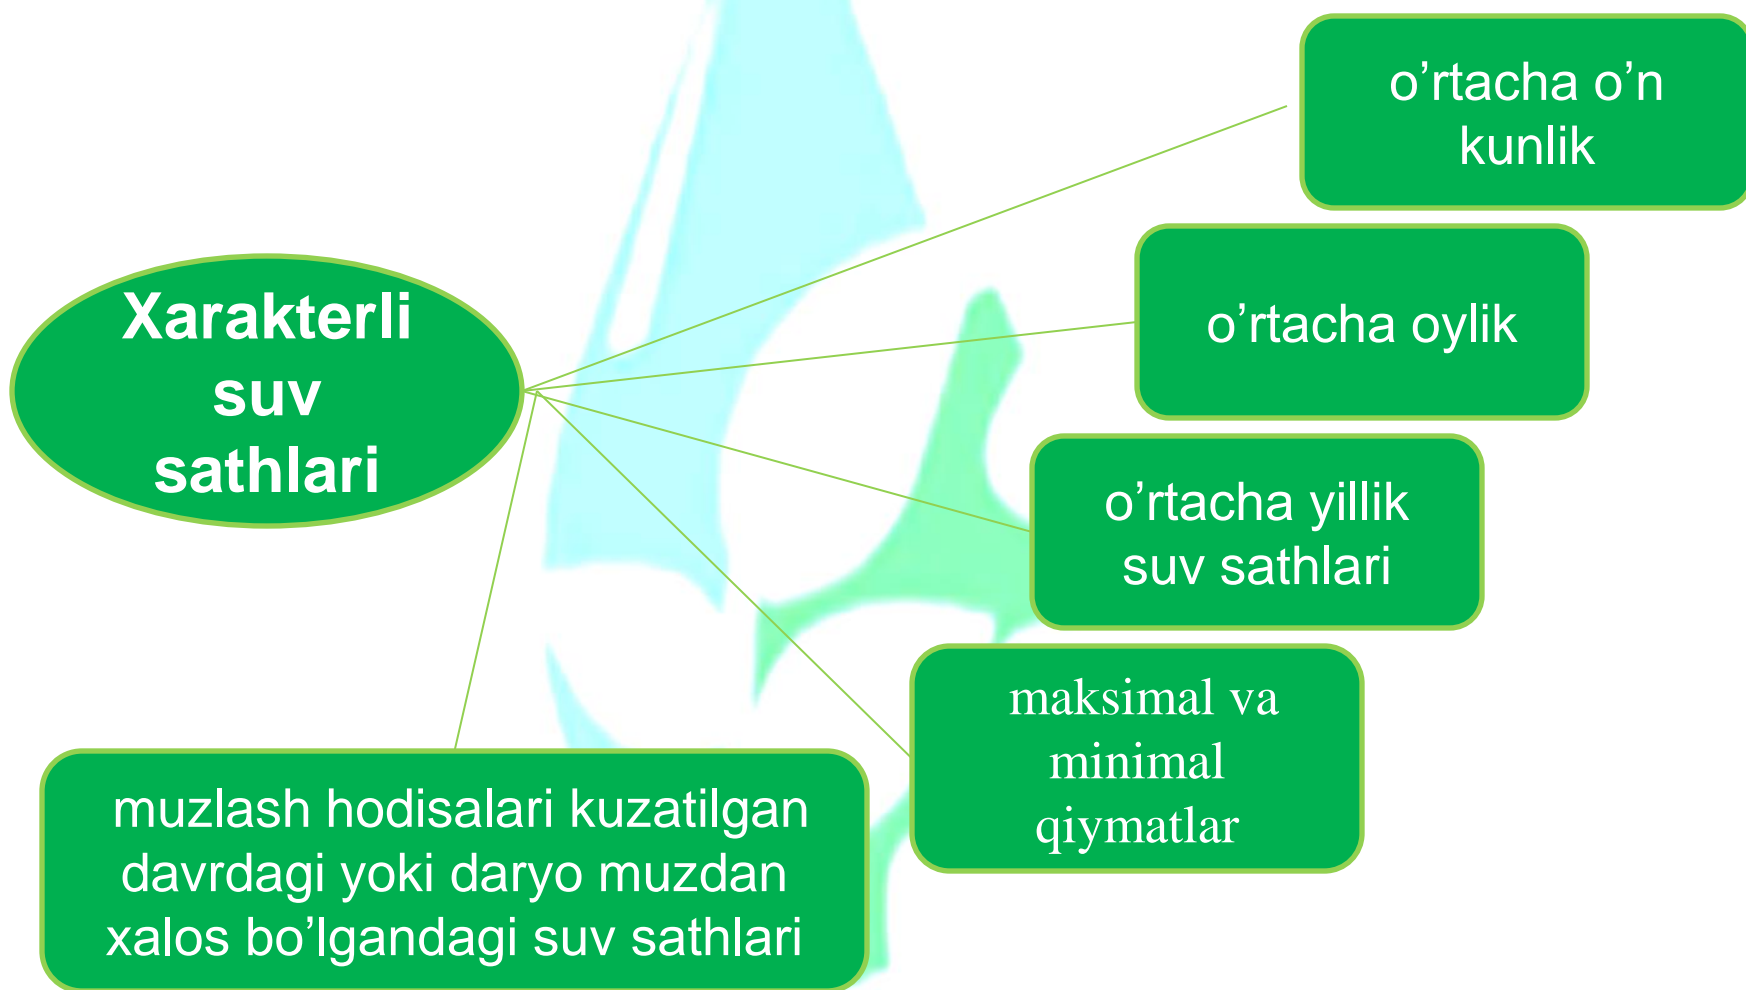 Xarakterli
suv
sathlari
o’rtacha o’n
kunlik
o’rtacha oylik
o’rtacha yillik
suv sathlari
maksimal va
minimal
qiymatlar
muzlash hodisalari kuzatilgan
davrdagi yoki daryo muzdan
xalos bo’lgandagi suv sathlari